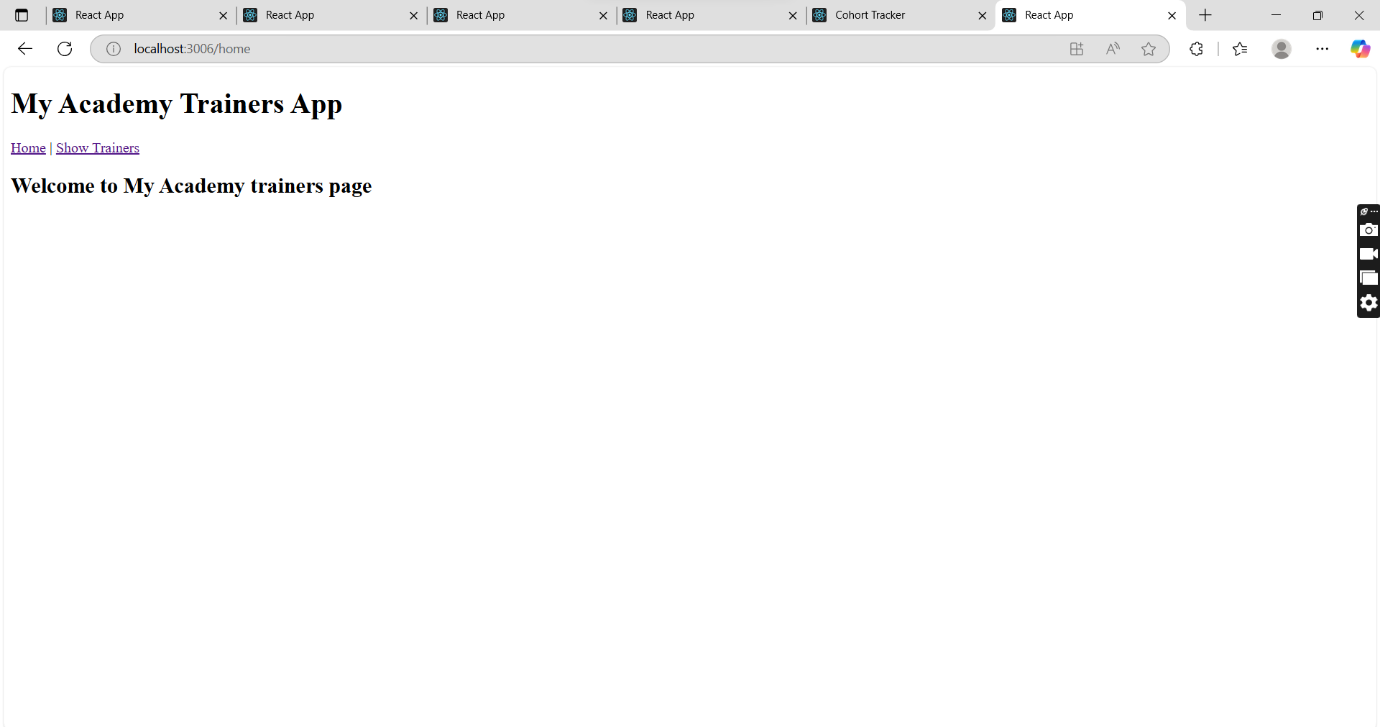 React App
React App
React App
React App
Cohort Tracker
React App
localhost:3006/home
My Academy Trainers App
Home | Show Trainers
Welcome to My Academy trainers page